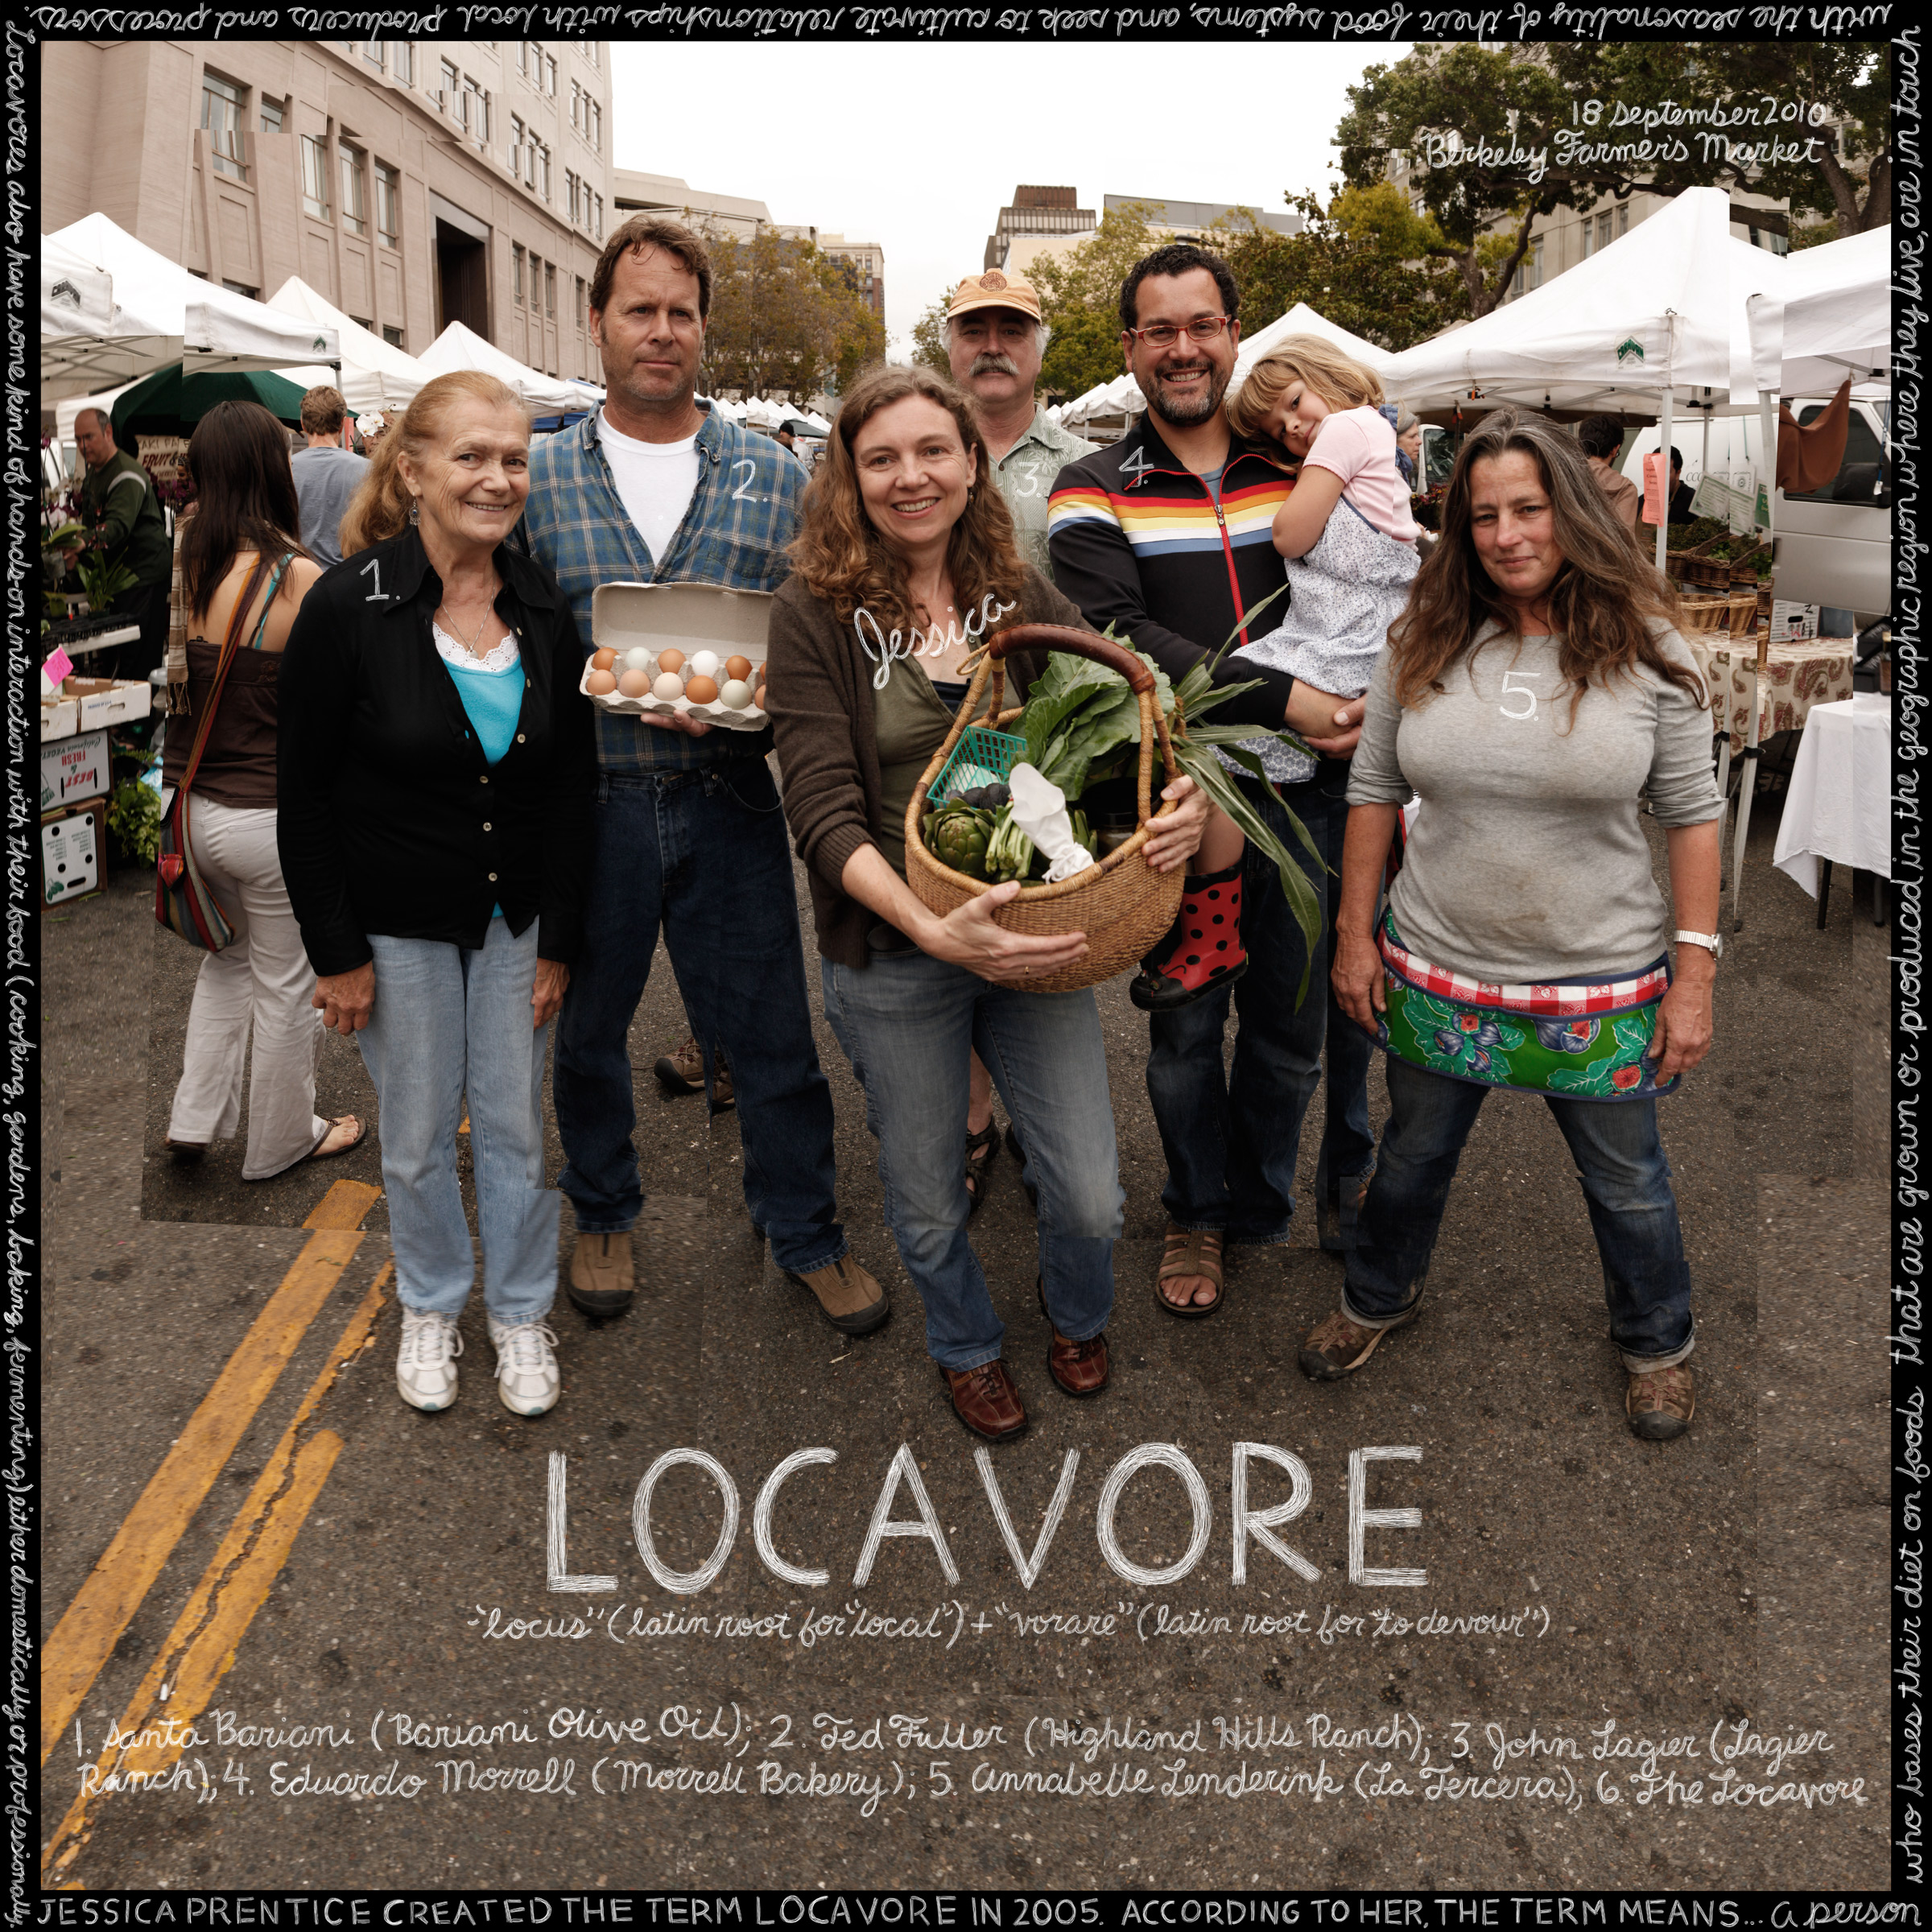 18 September 2010
Berkeley Farmer's Market
1.
2.
3.
4.
Jessica
5.
FRUIT &
BEST
FRESH
LOCAVORE
"locus" (latin root for "local") + "vorare" (latin root for "to devour")
1. Santa Bariani (Bariani Olive Oil); 2. Ted Fuller (Highland Hills Ranch); 3. John Lagier (Lagier
Ranch); 4. Eduardo Morrell (Morrell Bakery); 5. Annabelle Lenderink (La Tercera); 6. The Locavore
JESSICA PRENTICE CREATED THE TERM LOCAVORE IN 2005. ACCORDING TO HER, THE TERM MEANS... a person
who bases their diet on foods that are grown or produced in the geographic region where they live, are in touch
with the seasonality of their food systems, and seek to cultivate relationships with local producers and processors.
Locavores also have some kind of hands-on interaction with their food (cooking, gardens, baking, fermenting) either domestically or professionally.